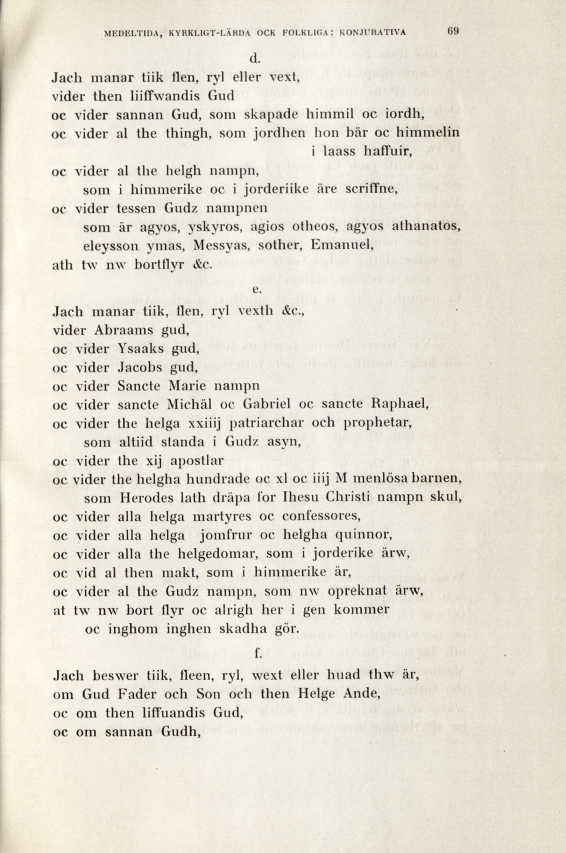 MEDELTIDA, KYRKLIGT-LÄRDA OCK FOLKLIGA: KONJURATIVA 69
d.
Jach manar tiik flen, ryl eller vext,
vider then liiffwandis Gud
oc vider sannan Gud, som skapade himmil oc iordh,
oc vider al the thingh, som jordhen hon bär oc himmelin
i laass haffuir,
oc vider al the helgh nampn,
som i himmerike oc i jorderiike äre scriffne,
oc vider tessen Gudz nampnen
som är agyos, yskyros, agios otheos, agyos athanatos,
eleysson ymas, Messyas, sother, Emanuel,
ath tw nw bortflyr &c.
e.
Jach manar tiik, flen, ryl vexth &c.,
vider Abraams gud,
oc vider Ysaaks gud,
oc vider Jacobs gud,
oc vider Sancte Marie nampn
oc vider sancte Michäl oc Gabriel oc sancte Raphael,
oc vider the helga xxiiij patriarchar och prophetar,
som altiid standa i Gudz asyn,
oc vider the xij apostlar
oc vider the helgha hundrade oc xl oc iiij M menlösa barnen,
som Herodes lath dräpa for Ihesu Christi nampn skul,
oc vider alla helga martyres oc confessores,
oc vider alla helga jomfrur oc helgha quinnor,
oc vider alla the helgedomar, som i jorderike ärw,
oc vid al then makt, som i himmerike är,
oc vider al the Gudz nampn, som nw opreknat ärw,
at tw nw bort flyr oc alrigh her i gen kommer
oc inghom inghen skadha gör.
f.
Jach beswer tiik, fleen, ryl, wext eller huad thw är,
om Gud Fader och Son och then Helge Ande,
oc om then liffuandis Gud,
oc om sannan Gudh,